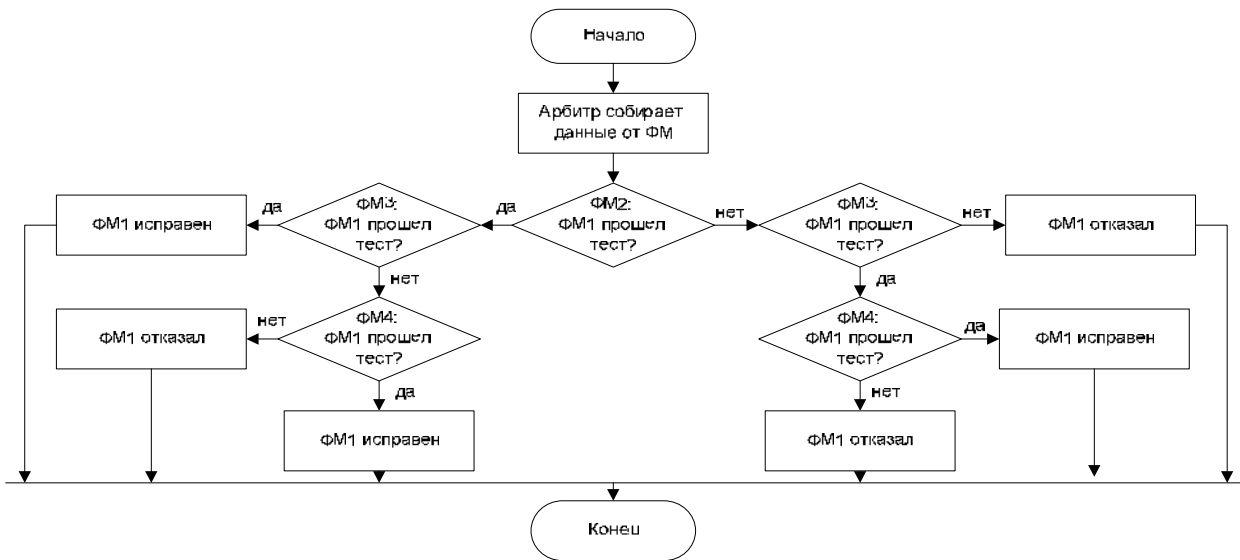 Начало
Арбитр собирает
данные от ФМ
ФМ3:
ФМ1 прошел
тест?
ФМ2:
ФМ1 прошел
тест?
ФМ3:
ФМ1 прошел
тест?
да
да
нет
нет
ФМ1 исправен
ФМ1 отказал
нет
да
ФМ4:
ФМ1 прошел
тест?
ФМ4:
ФМ1 прошел
тест?
нет
да
ФМ1 отказал
ФМ1 исправен
да
нет
ФМ1 исправен
ФМ1 отказал
Конец